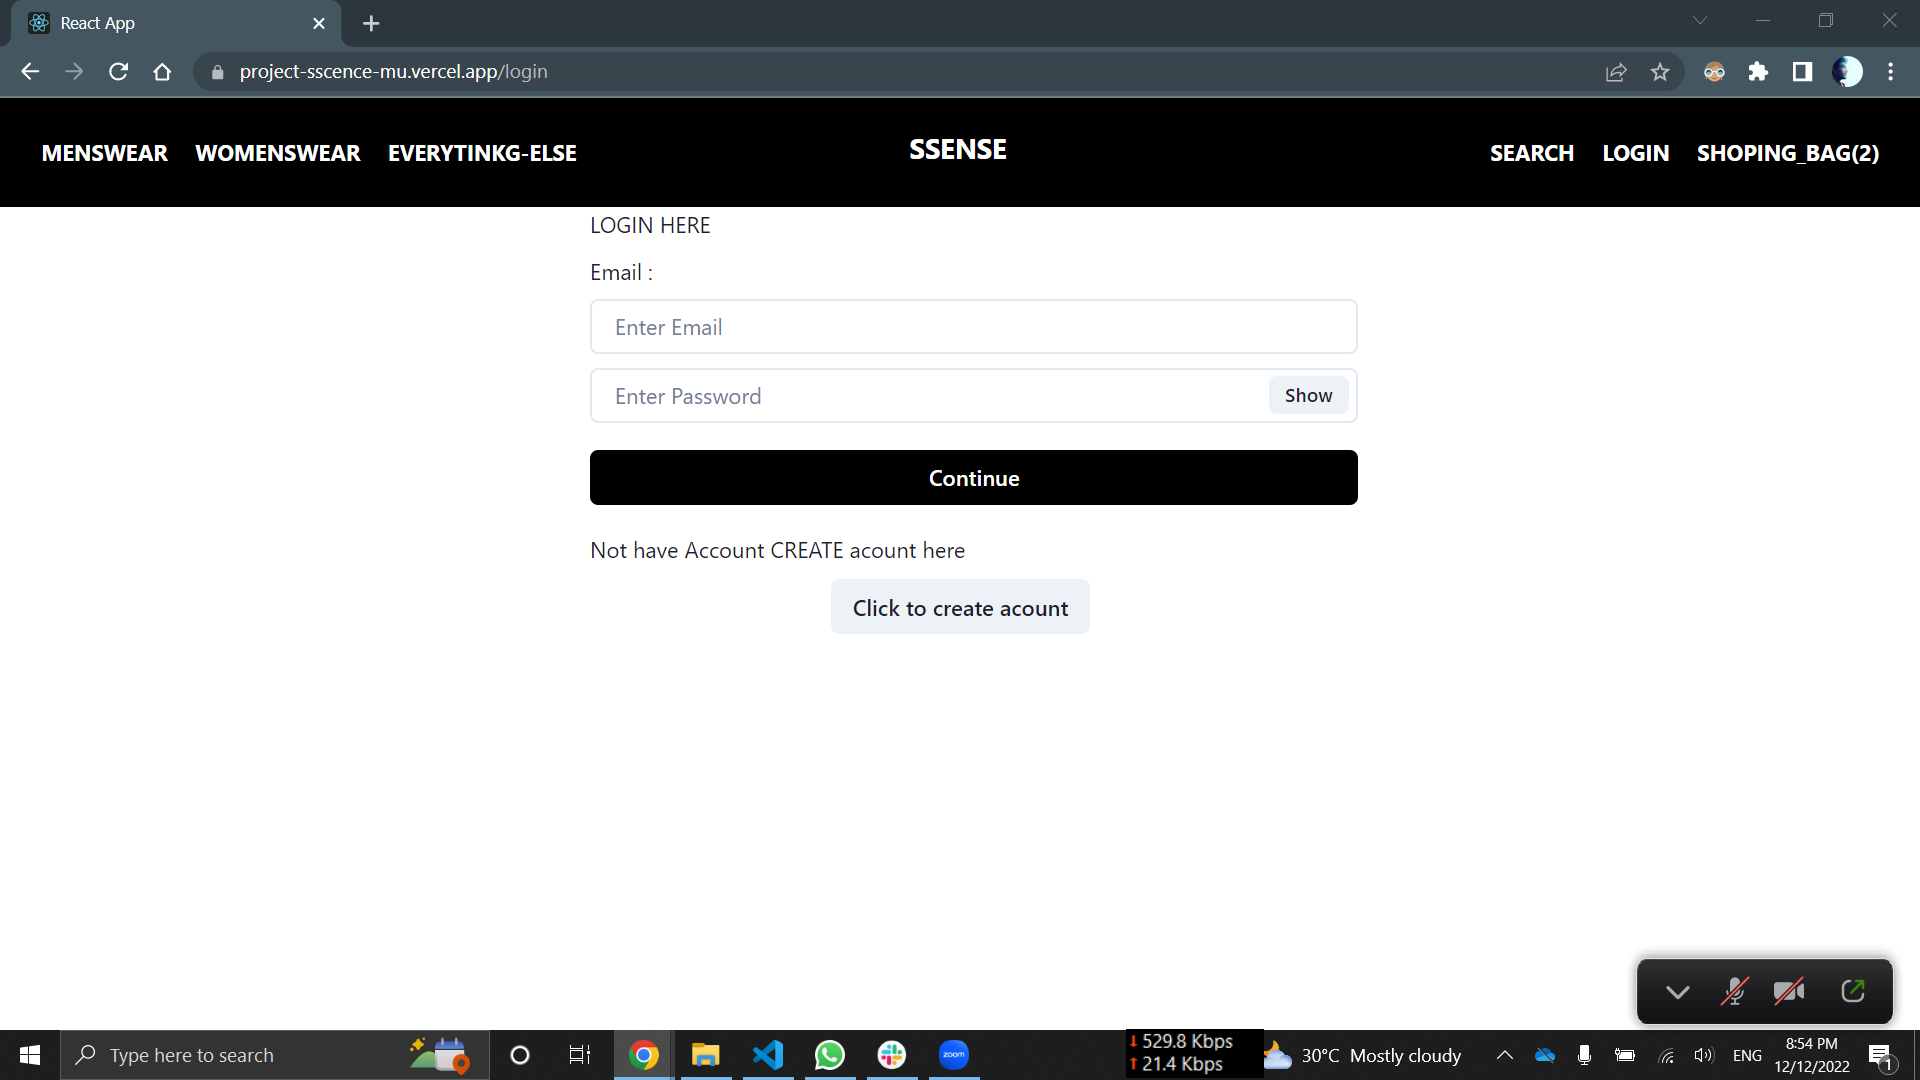 React App
project-sscence-mu.vercel.app/login
MENSWEAR WOMENSWEAR EVERYTINKG-ELSE SSENSE SEARCH LOGIN SHOPING_BAG(2)
LOGIN HERE
Email :
Enter Email
Enter Password Show
Continue
Not have Account CREATE acount here
Click to create acount
Type here to search
zoom
529.8 Kbps
21.4 Kbps
30°C Mostly cloudy
ENG
8:54 PM
12/12/2022
1